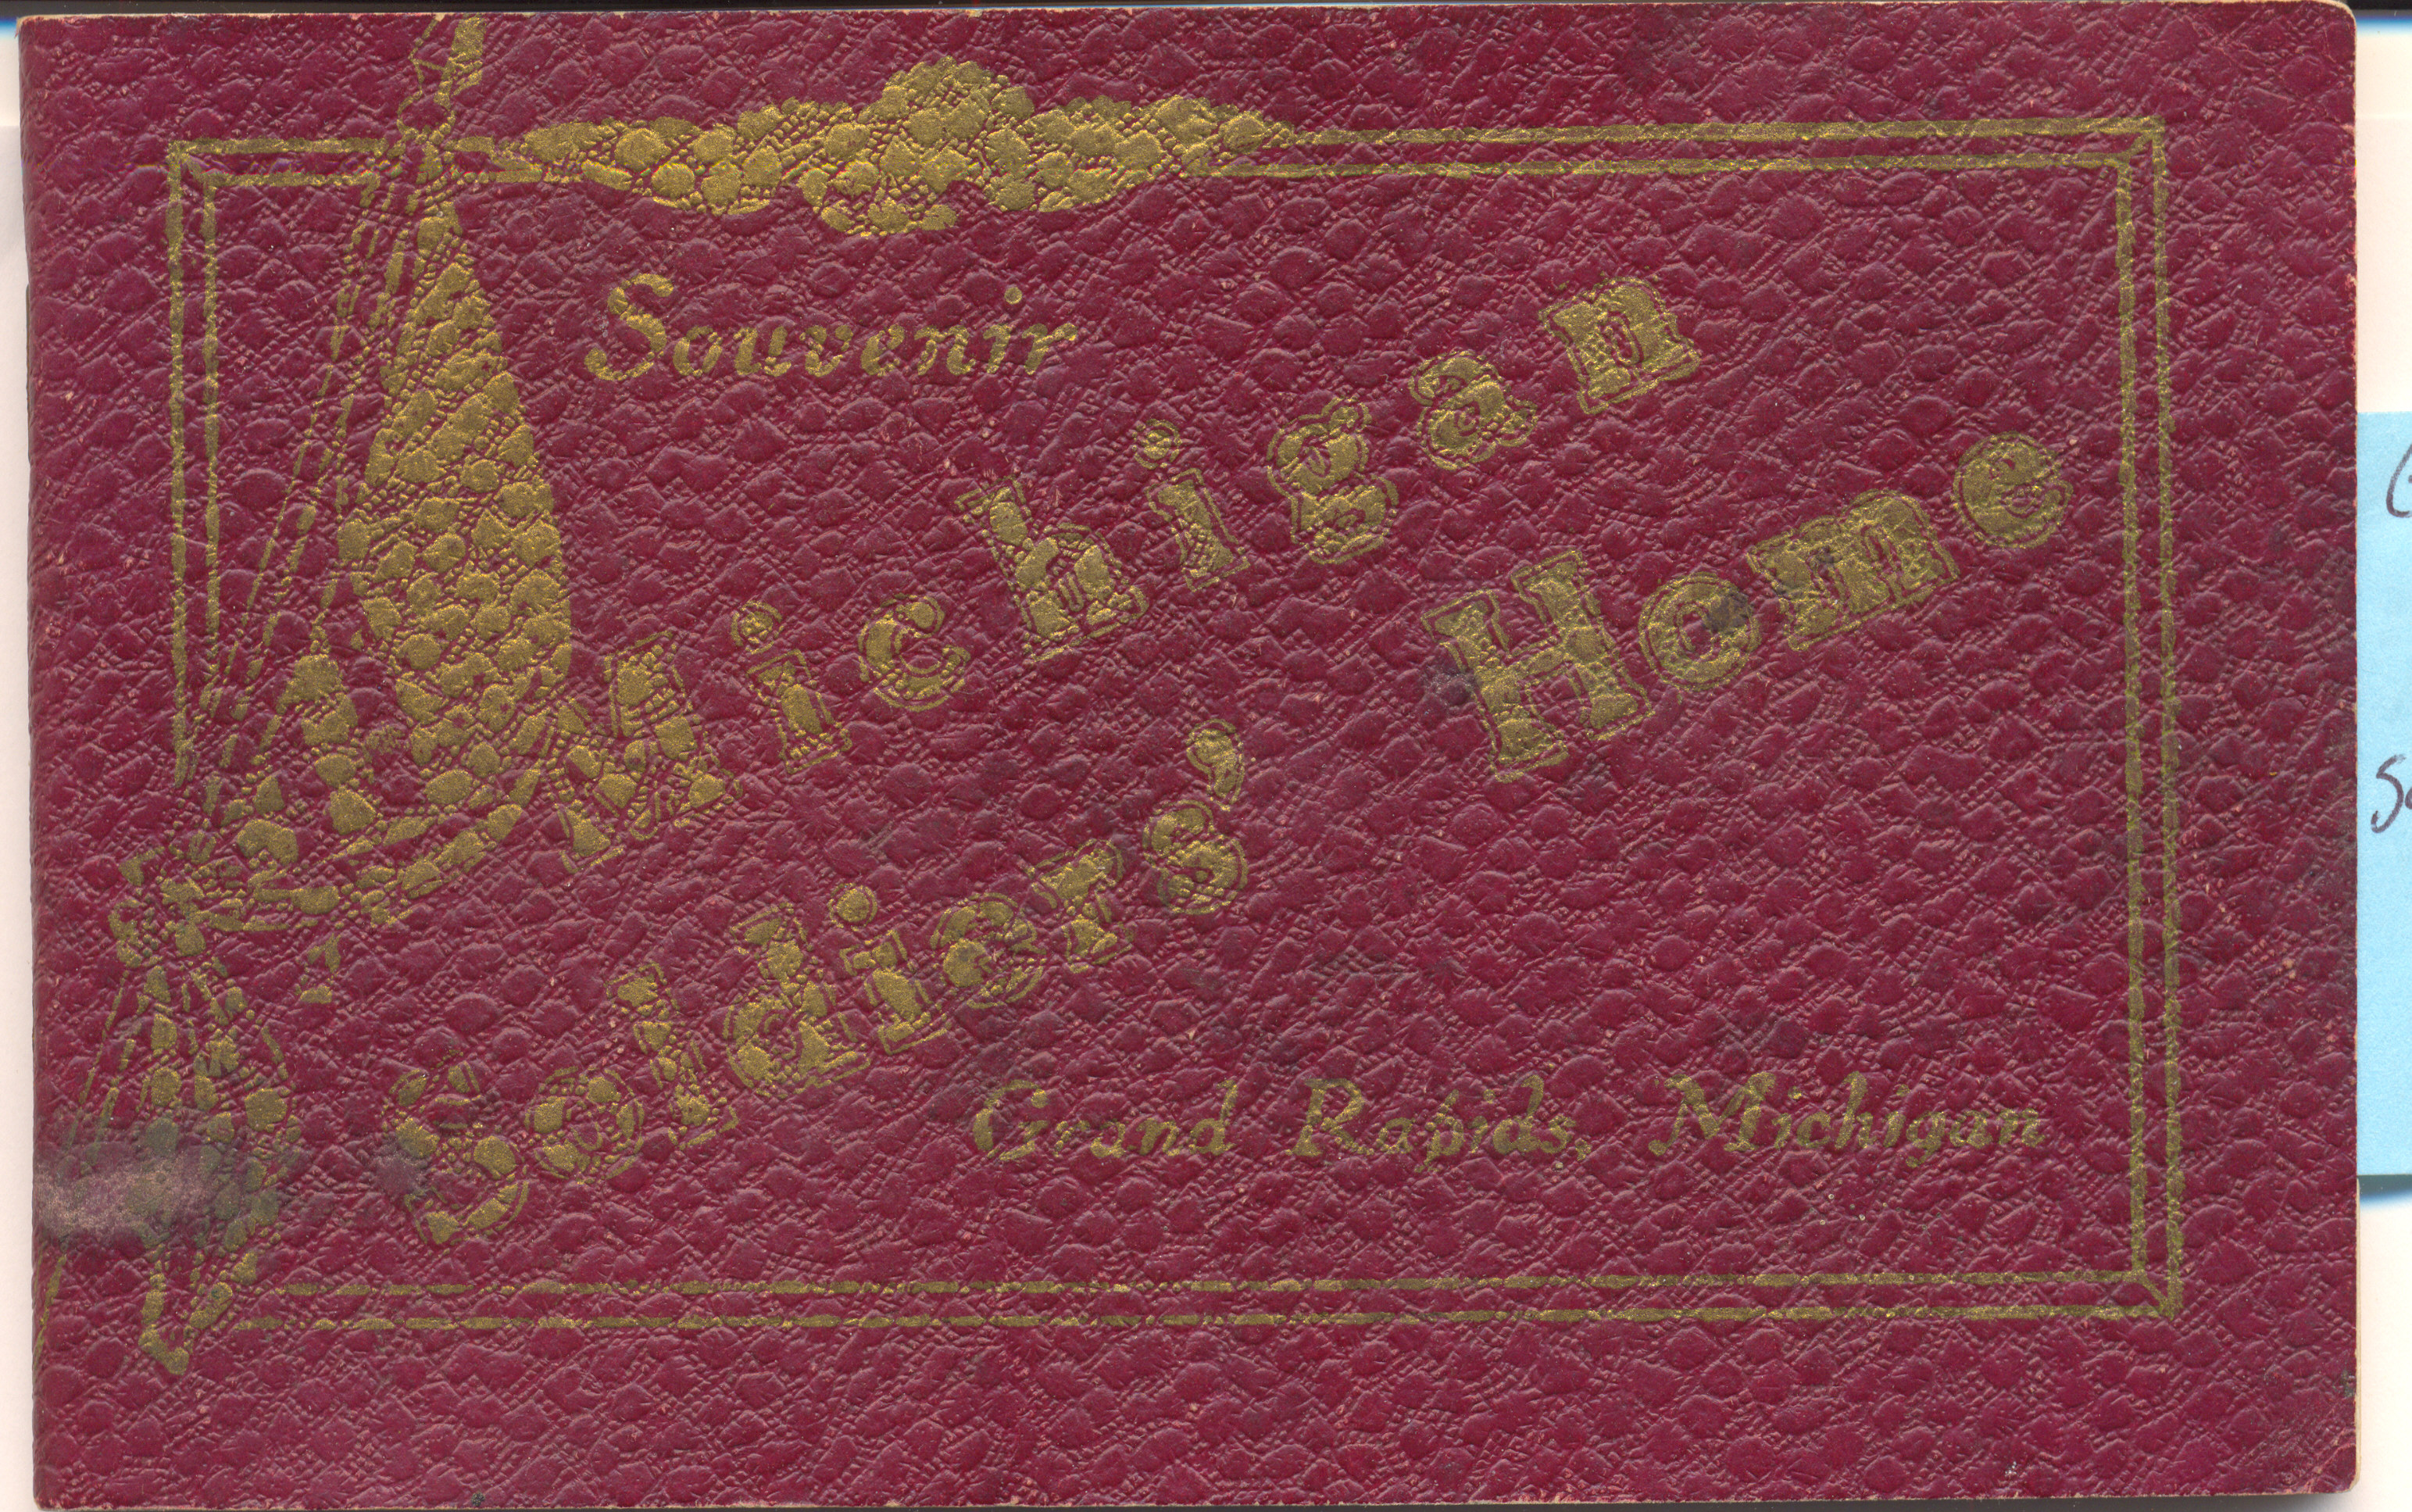 Souvenir
Michigan
Soldiers' Home
Grand Rapids, Michigan